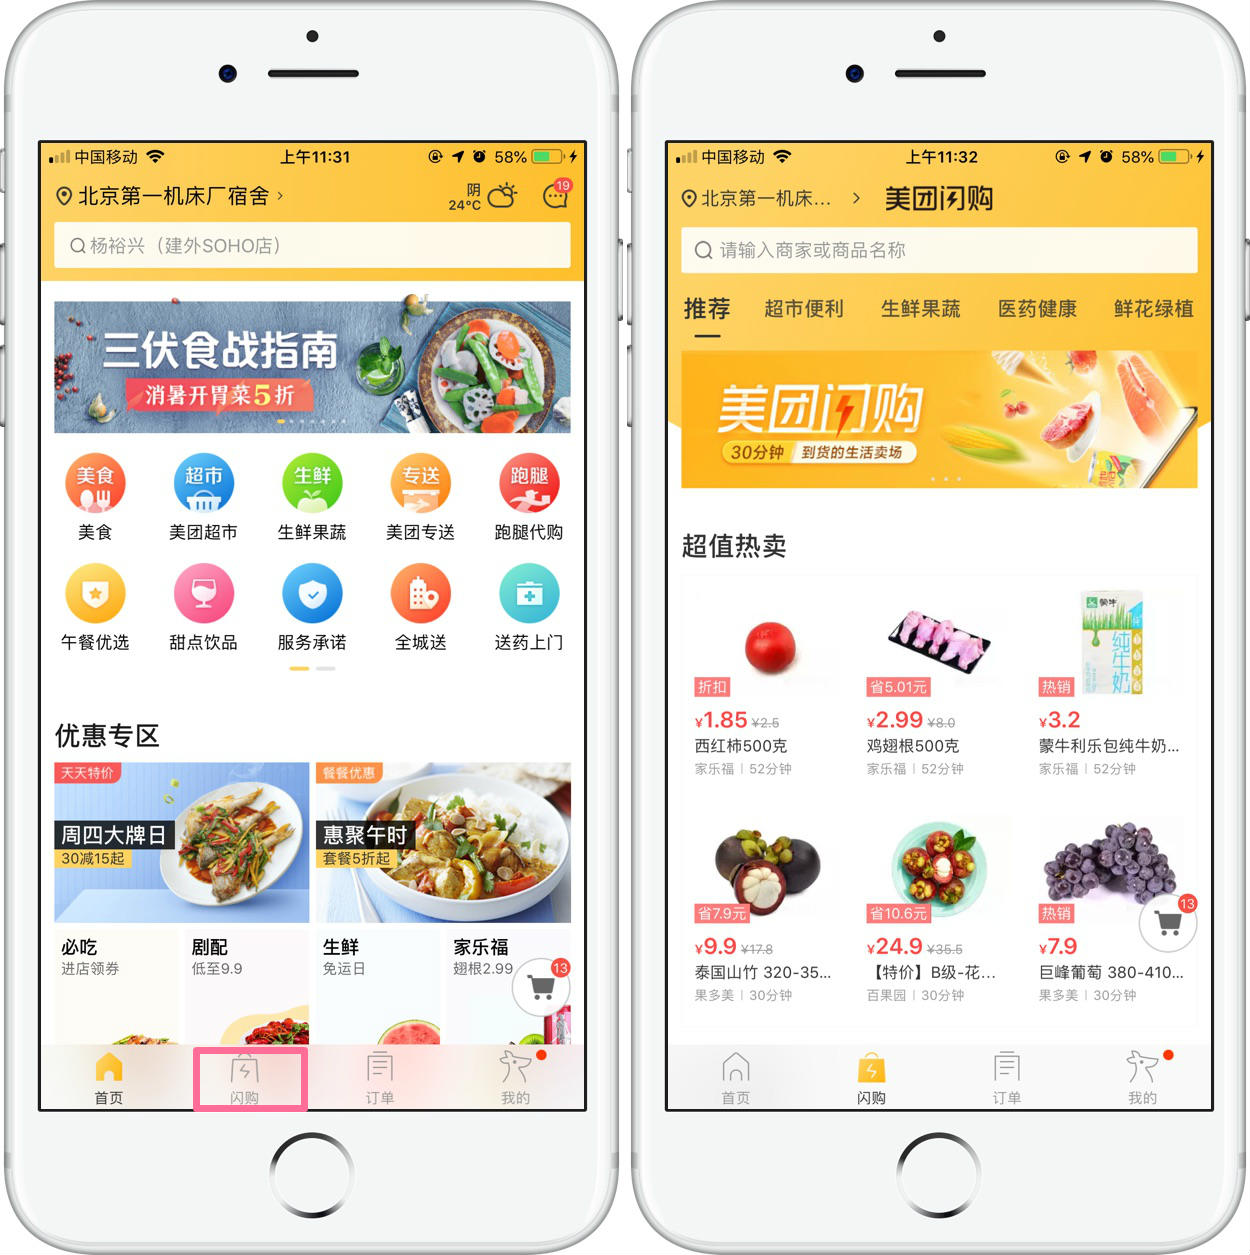 中国移动
上午11:31
58%
北京第一机床厂宿舍
阴
24°C
19
杨裕兴（建外SOHO店）
三伏食战指南
消暑开胃菜5折
美食
超市
生鲜
专送
跑腿
美食
美团超市
生鲜果蔬
美团专送
跑腿代购
午餐优选
甜点饮品
服务承诺
全城送
送药上门
优惠专区
天天特价
周四大牌日
30减15起
餐餐优惠
惠聚午时
套餐5折起
必吃
进店领券
剧配
低至9.9
生鲜
免运日
家乐福
翅根2.99
13
首页
闪购
订单
我的
中国移动
上午11:32
58%
北京第一机床...
美团闪购
请输入商家或商品名称
推荐
超市便利
生鲜果蔬
医药健康
鲜花绿植
美团闪购
30分钟 到货的生活卖场
超值热卖
折扣
¥1.85 ¥2.5
西红柿500克
家乐福 | 52分钟
省5.01元
¥2.99 ¥8.0
鸡翅根500克
家乐福 | 52分钟
蒙牛
纯牛奶
热销
¥3.2
蒙牛利乐包纯牛奶...
家乐福 | 52分钟
省7.9元
¥9.9 ¥17.8
泰国山竹 320-35...
果多美 | 30分钟
省10.6元
¥24.9 ¥35.5
【特价】B级-花...
百果园 | 30分钟
热销
¥7.9
巨峰葡萄 380-410...
果多美 | 30分钟
13
首页
闪购
订单
我的